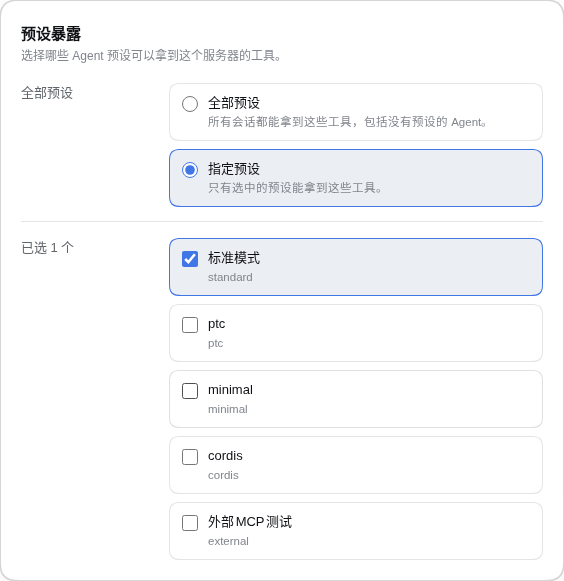 预设暴露
选择哪些 Agent 预设可以拿到这个服务器的工具。
全部预设
全部预设
所有会话都能拿到这些工具，包括没有预设的 Agent。
指定预设
只有选中的预设能拿到这些工具。
已选 1 个
标准模式
standard
ptc
ptc
minimal
minimal
cordis
cordis
外部 MCP 测试
external